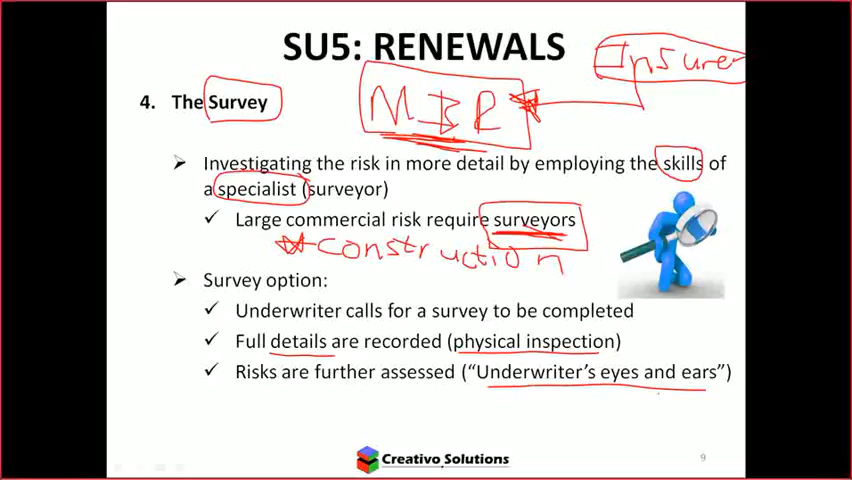 SU5: RENEWALS
Insurer
4. The Survey
MBR
Investigating the risk in more detail by employing the skills of
a specialist (surveyor)
✓ Large commercial risk require surveyors
construction
Survey option:
✓ Underwriter calls for a survey to be completed
✓ Full details are recorded (physical inspection)
✓ Risks are further assessed ("Underwriter's eyes and ears")
Creativo Solutions
9